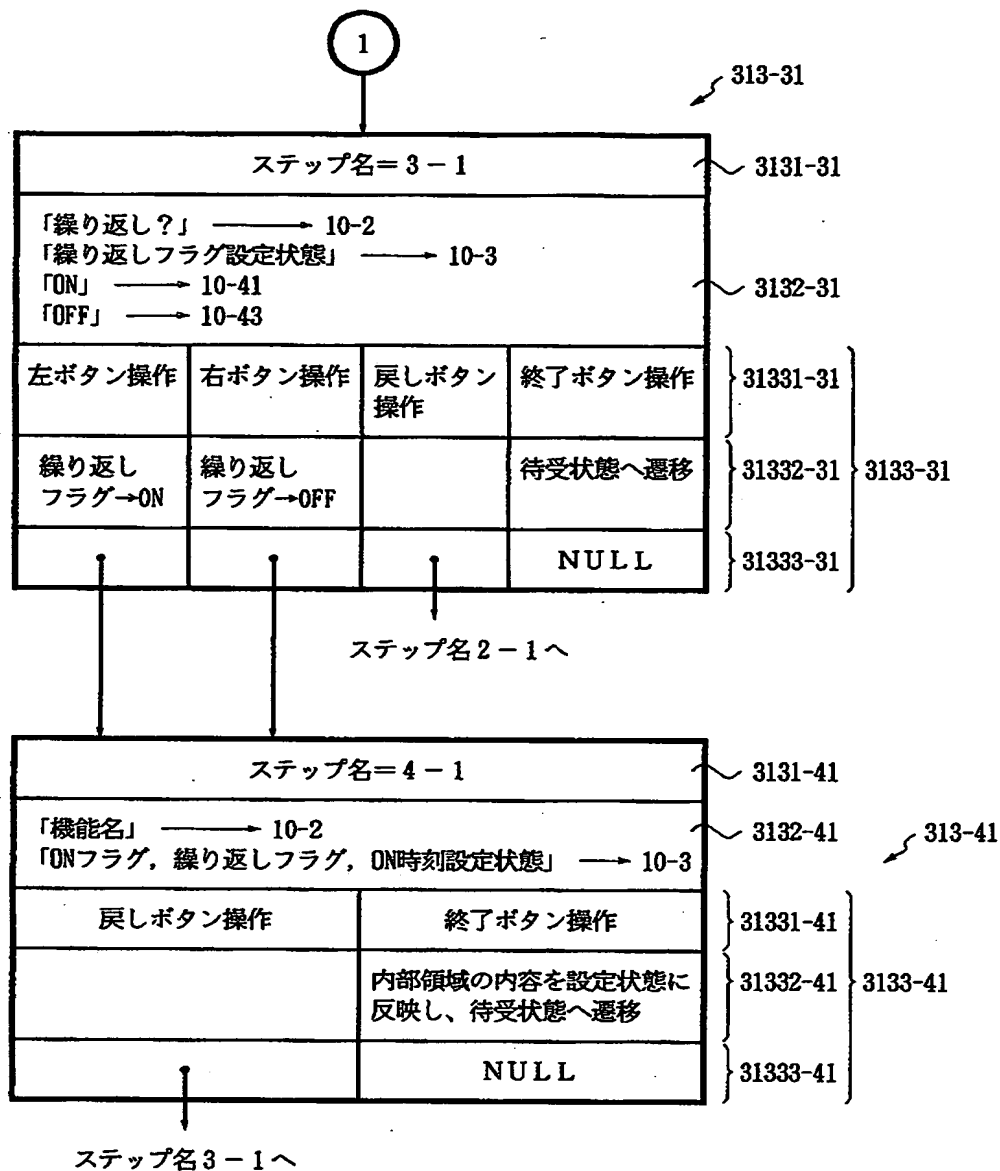 1
313-31
ステップ名＝3－1
3131-31
「繰り返し？」 → 10-2
「繰り返しフラグ設定状態」 → 10-3
「ON」 → 10-41
「OFF」 → 10-43
3132-31
左ボタン操作
右ボタン操作
戻しボタン
操作
終了ボタン操作
31331-31
繰り返し
フラグ→ON
繰り返し
フラグ→OFF
待受状態へ遷移
31332-31
3133-31
NULL
31333-31
ステップ名2－1へ
ステップ名＝4－1
3131-41
「機能名」 → 10-2
「ONフラグ，繰り返しフラグ，ON時刻設定状態」 → 10-3
3132-41
313-41
戻しボタン操作
終了ボタン操作
31331-41
内部領域の内容を設定状態に
反映し、待受状態へ遷移
31332-41
3133-41
NULL
31333-41
ステップ名3－1へ